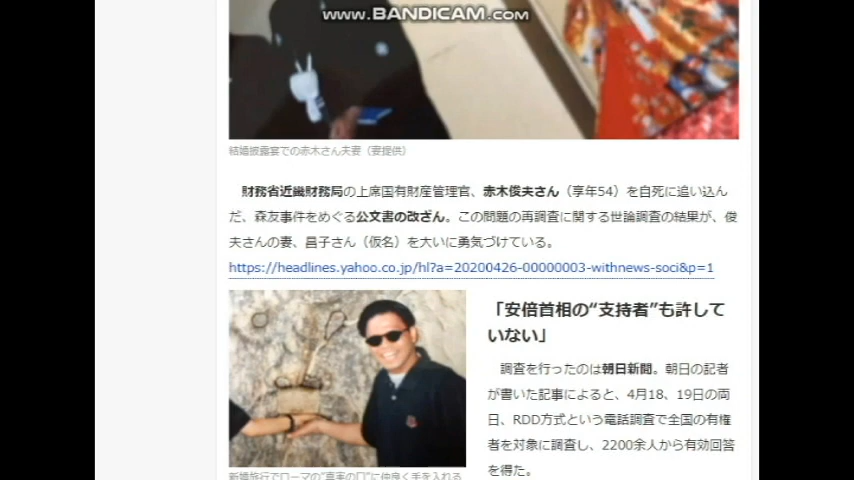 www.BANDICAM.com
結婚披露宴での赤木さん夫妻（妻提供）
財務省近畿財務局の上席国有財産管理官、赤木俊夫さん（享年54）を自死に追い込ん
だ、森友事件をめぐる公文書の改ざん。この問題の再調査に関する世論調査の結果が、俊
夫さんの妻、昌子さん（仮名）を大いに勇気づけている。
https://headlines.yahoo.co.jp/hl?a=20200426-00000003-withnews-soci&p=1
「安倍首相の“支持者”も許して
いない」
調査を行ったのは朝日新聞。朝日の記者
が書いた記事によると、4月18、19日の両
日、RDD方式という電話調査で全国の有権
者を対象に調査し、2200余人から有効回答
を得た。
新婚旅行でローマの“真実の口”に仲良く手を入れる